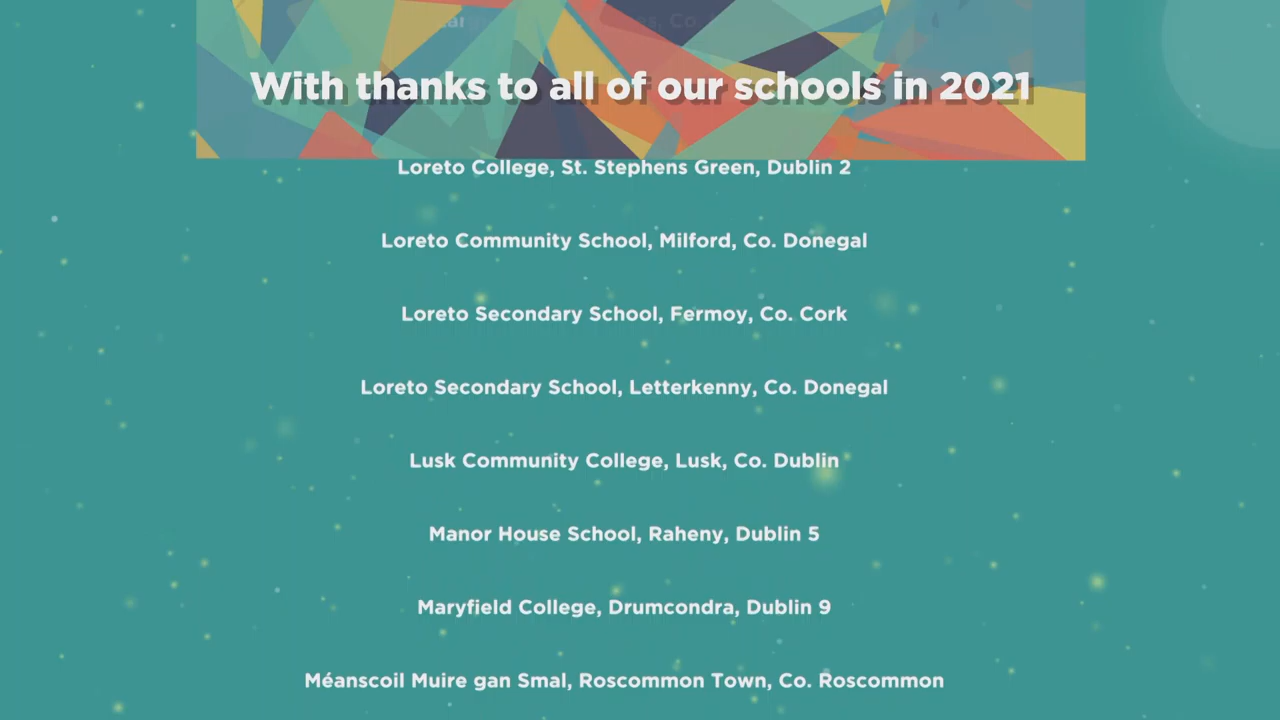 With thanks to all of our schools in 2021
Loreto College, St. Stephens Green, Dublin 2
Loreto Community School, Milford, Co. Donegal
Loreto Secondary School, Fermoy, Co. Cork
Loreto Secondary School, Letterkenny, Co. Donegal
Lusk Community College, Lusk, Co. Dublin
Manor House School, Raheny, Dublin 5
Maryfield College, Drumcondra, Dublin 9
Méanscoil Muire gan Smal, Roscommon Town, Co. Roscommon